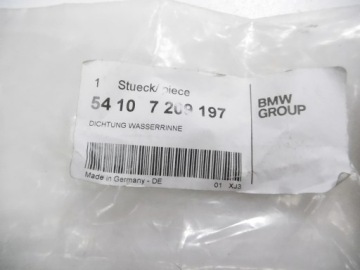 1 Stueck/piece
54 10 7 209 197
DICHTUNG WASSERRINNE
BMW
GROUP
Made in Germany - DE
01 XJ3